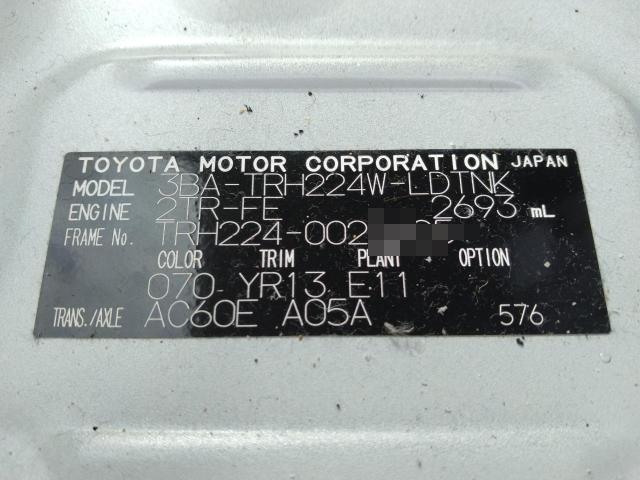 TOYOTA MOTOR CORPORATION JAPAN
MODEL 3BA-TRH224W-LDTNK
ENGINE 2TR-FE 2693 mL
FRAME No. TRH224-002
COLOR TRIM PLANT OPTION
070 YR13 E11
TRANS./AXLE AC60E A05A 576